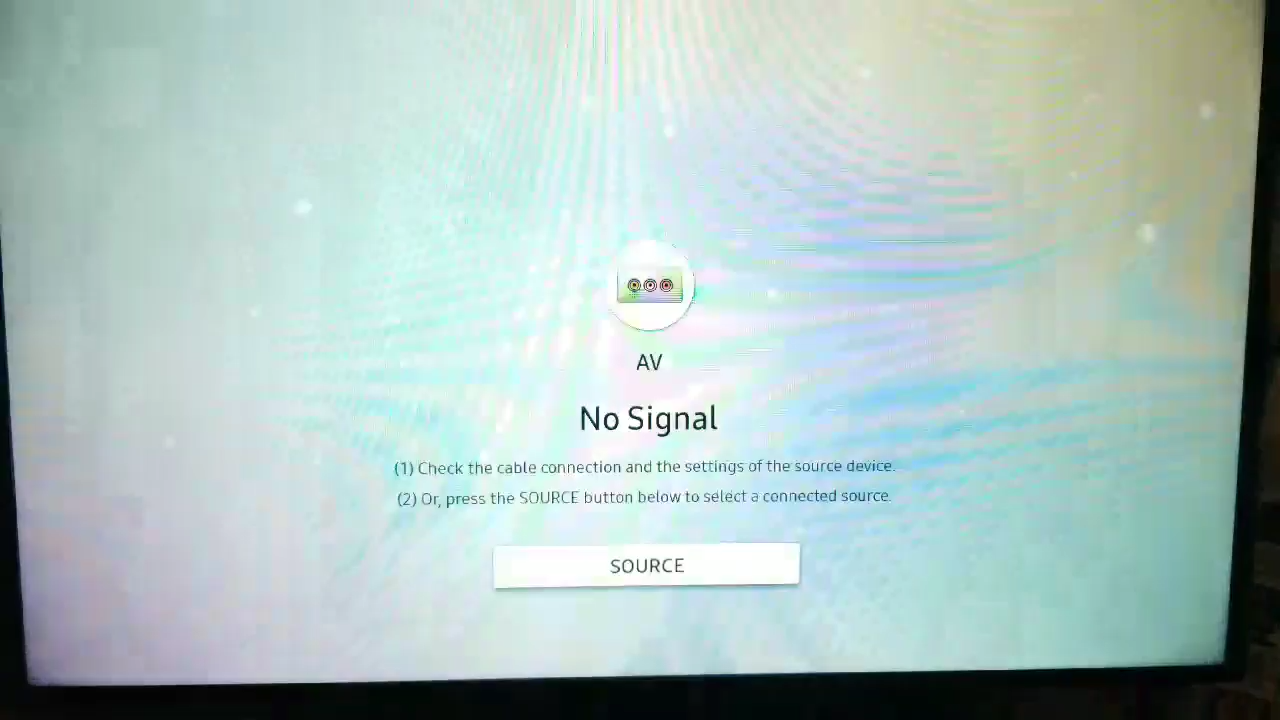 AV
No Signal
(1) Check the cable connection and the settings of the source device.
(2) Or, press the SOURCE button below to select a connected source.
SOURCE